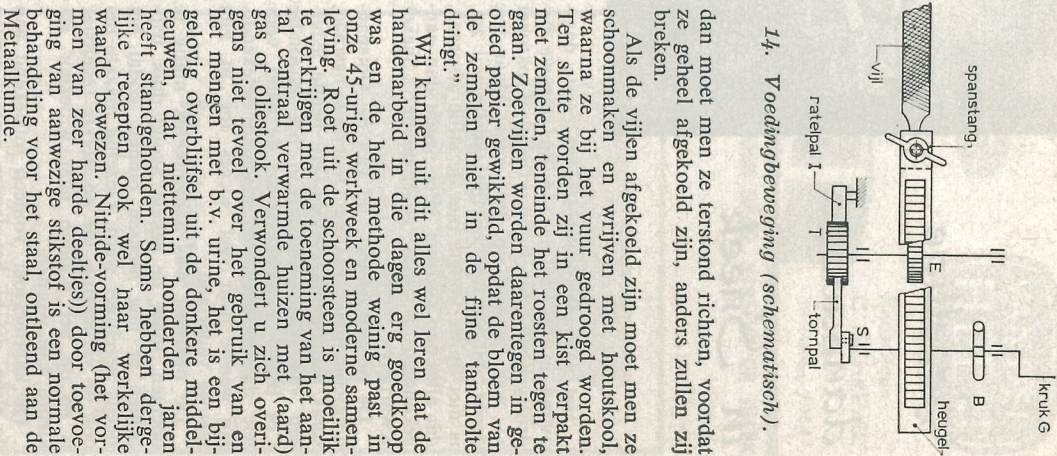 kruk G
heugel
B
spanstang
E
S
vijl
T
tornpal
ratelpal I
14. Voedingbeweging (schematisch).
dan moet men ze terstond richten, voordat
ze geheel afgekoeld zijn, anders zullen zij
breken.
Als de vijlen afgekoeld zijn moet men ze
schoonmaken en wrijven met houtskool,
waarna ze bij het vuur gedroogd worden.
Ten slotte worden zij in een kist verpakt
met zemelen, teneinde het roesten tegen te
gaan. Zoetvijlen worden daarentegen in ge-
olied papier gewikkeld, opdat de bloem van
de zemelen niet in de fijne tandholte
dringt.”
Wij kunnen uit dit alles wel leren dat de
handenarbeid in die dagen erg goedkoop
was en de hele methode weinig past in
onze 45-urige werkweek en moderne samen-
leving. Roet uit de schoorsteen is moeilijk
te verkrijgen met de toeneming van het aan-
tal centraal verwarmde huizen met (aard)
gas of oliestook. Verwondert u zich overi-
gens niet teveel over het gebruik van en
het mengen met b.v. urine, het is een bij-
gelovig overblijfsel uit de donkere middel-
eeuwen, dat niettemin honderden jaren
heeft standgehouden. Soms hebben derge-
lijke recepten ook wel haar werkelijke
waarde bewezen. Nitride-vorming (het vor-
men van zeer harde deeltjes)) door toevoe-
ging van aanwezige stikstof is een normale
behandeling voor het staal, ontleend aan de
Metaalkunde.